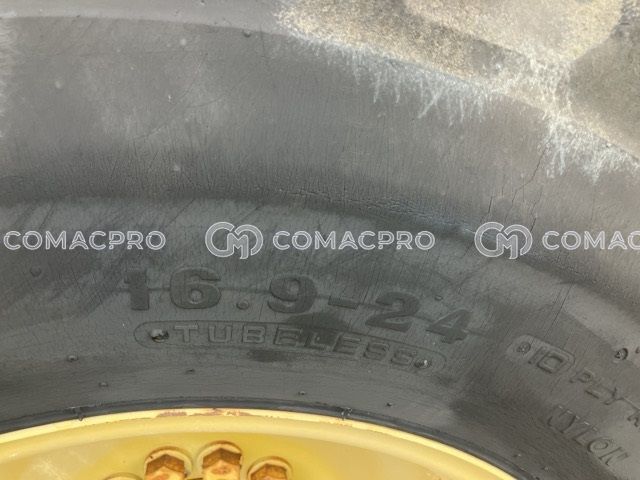 COMACPRO COMACPRO COMACPRO
16.9-24
TUBELESS
10 PLY
NYLON